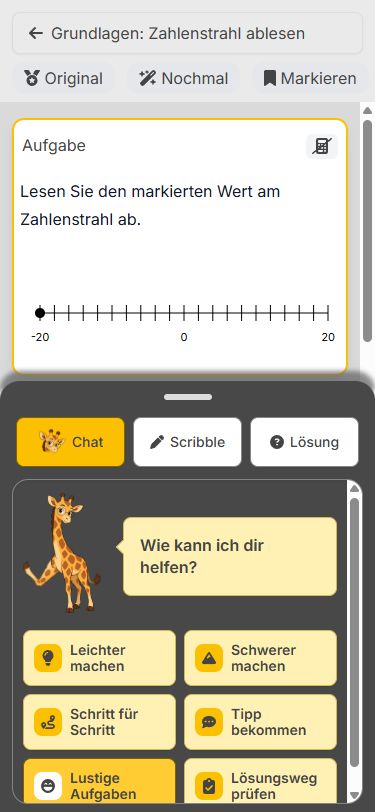 Grundlagen: Zahlenstrahl ablesen
Original Nochmal Markieren
Aufgabe
Lesen Sie den markierten Wert am
Zahlenstrahl ab.
-20 0 20
Chat Scribble Lösung
Wie kann ich dir
helfen?
Leichter
machen
Schwerer
machen
Schritt für
Schritt
Tipp
bekommen
Lustige
Aufgaben
Lösungsweg
prüfen